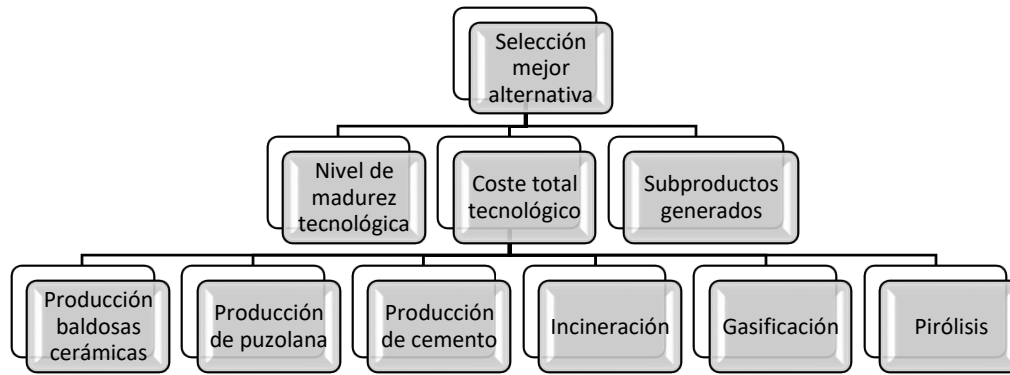 Selección
mejor
alternativa
Nivel de
madurez
tecnológica
Coste total
tecnológico
Subproductos
generados
Producción
baldosas
cerámicas
Producción
de puzolana
Producción
de cemento
Incineración
Gasificación
Pirólisis